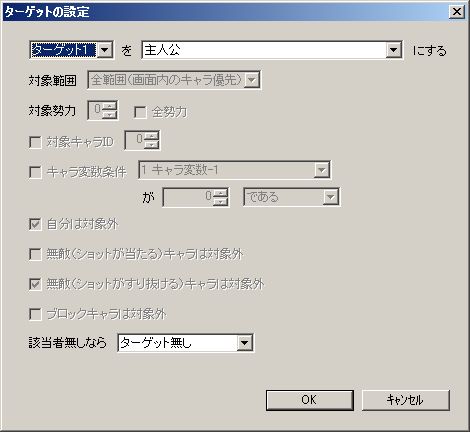 ターゲットの設定
ターゲット1 を 主人公 にする
対象範囲 全範囲(画面内のキャラ優先)
対象勢力 0 全勢力
対象キャラID 0
キャラ変数条件 1 キャラ変数-1
が 0 である
自分は対象外
無敵(ショットが当たる)キャラは対象外
無敵(ショットがすり抜ける)キャラは対象外
ブロックキャラは対象外
該当者無しなら ターゲット無し
OK キャンセル